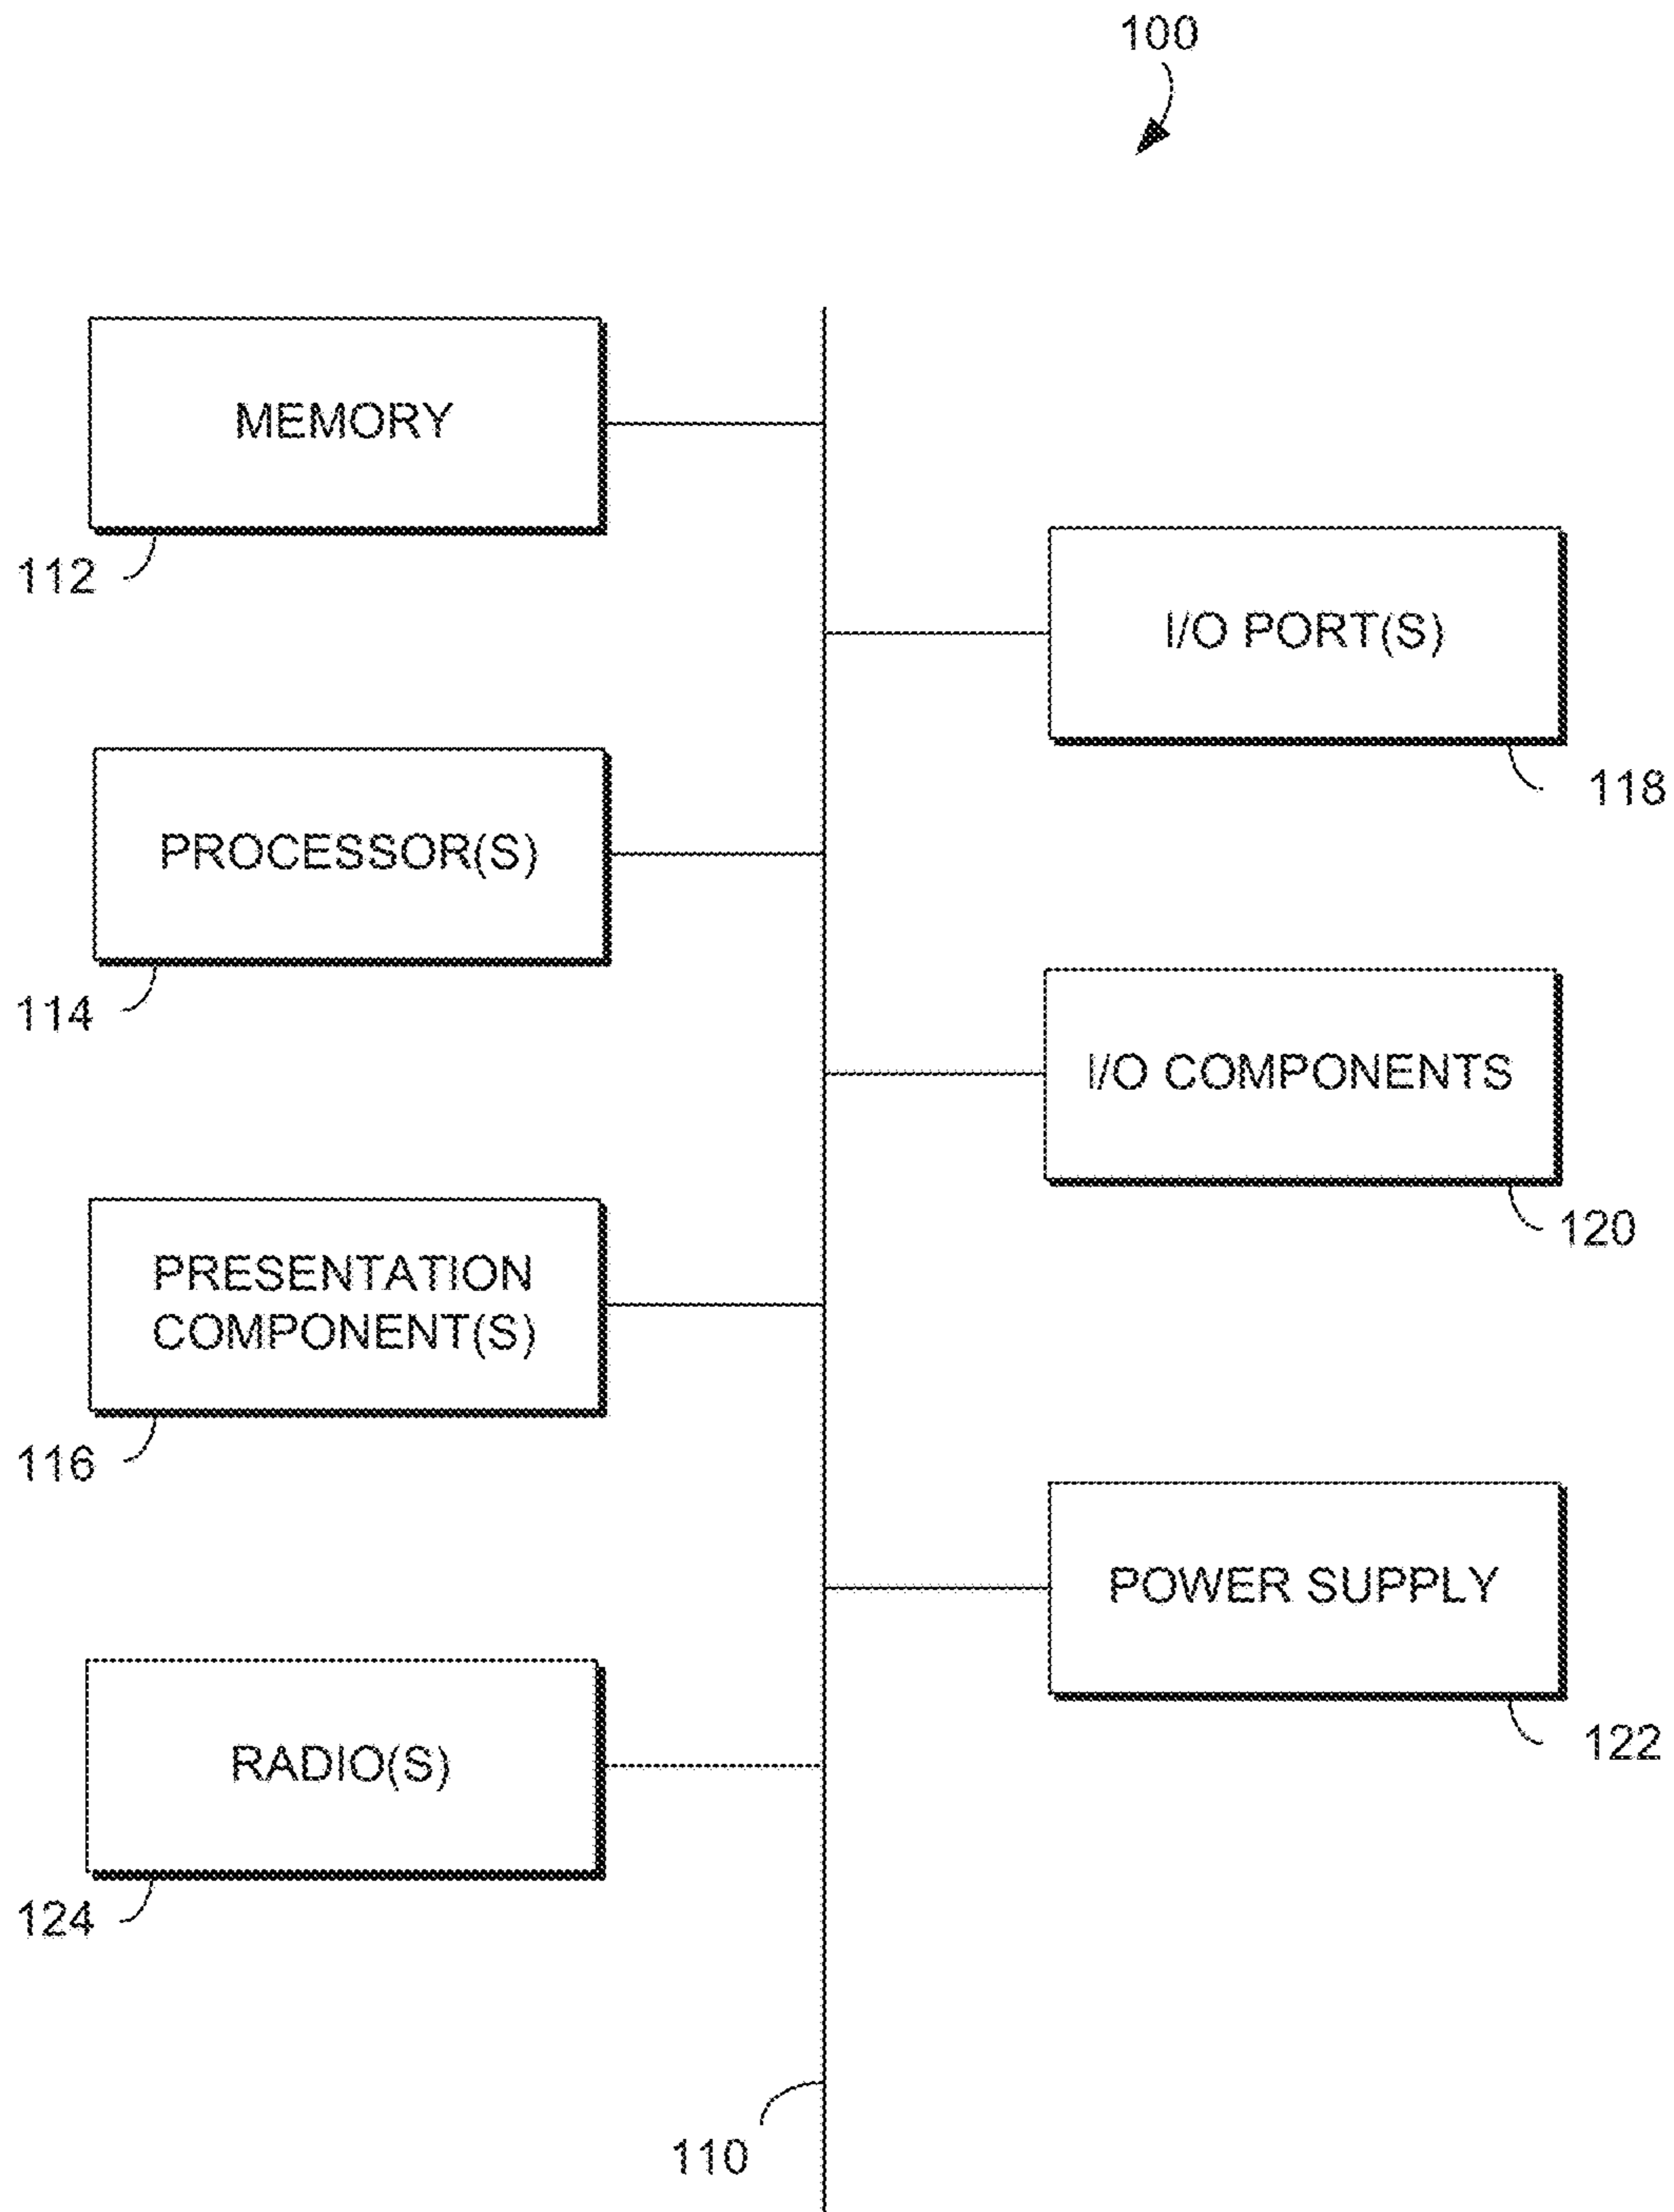 100
MEMORY
112
I/O PORT(S)
118
PROCESSOR(S)
114
I/O COMPONENTS
120
PRESENTATION
COMPONENT(S)
116
POWER SUPPLY
122
RADIO(S)
124
110